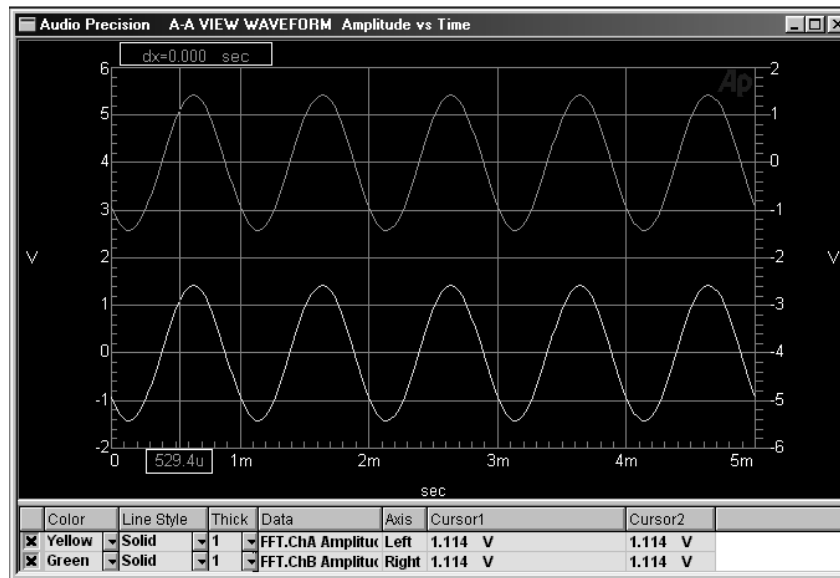 Audio Precision A-A VIEW WAVEFORM Amplitude vs Time
dx=0.000 sec
Ap
6 2
5 1
4 0
3 -1
V 2 -2 V
1 -3
0 -4
-1 -5
-2 -6
0 529.4u 1m 2m 3m 4m 5m
sec
Color Line Style Thick Data Axis Cursor1 Cursor2
Yellow Solid 1 FFT.ChA Amplituc Left 1.114 V 1.114 V
Green Solid 1 FFT.ChB Amplituc Right 1.114 V 1.114 V